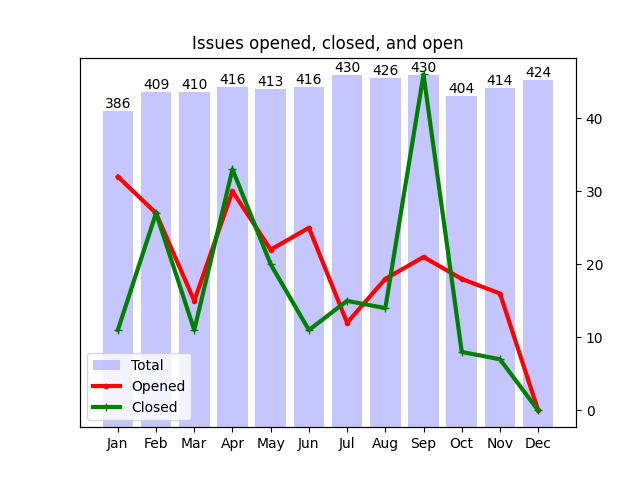 Issues opened, closed, and open
386 409 410 416 413 416 430 426 430 404 414 424
40
30
20
10
0
Total
Opened
Closed
Jan Feb Mar Apr May Jun Jul Aug Sep Oct Nov Dec